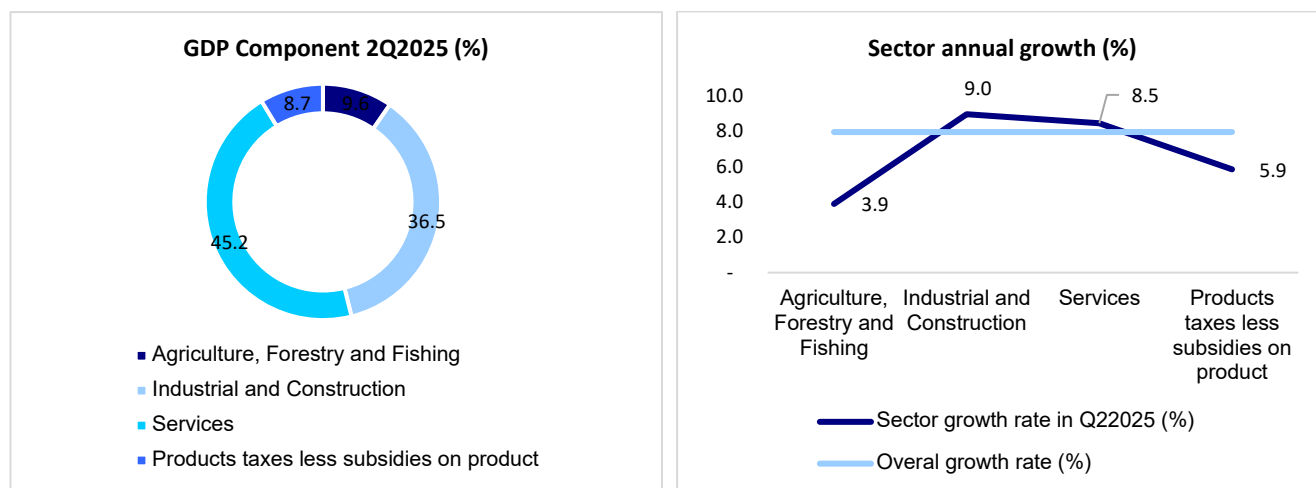 GDP Component 2Q2025 (%)
8.7
9.6
36.5
45.2
Agriculture, Forestry and Fishing
Industrial and Construction
Services
Products taxes less subsidies on product
Sector annual growth (%)
10.0
8.0
6.0
4.0
2.0
-
9.0
8.5
5.9
3.9
Agriculture,
Forestry and
Fishing
Industrial and
Construction
Services
Products
taxes less
subsidies on
product
Sector growth rate in Q22025 (%)
Overal growth rate (%)